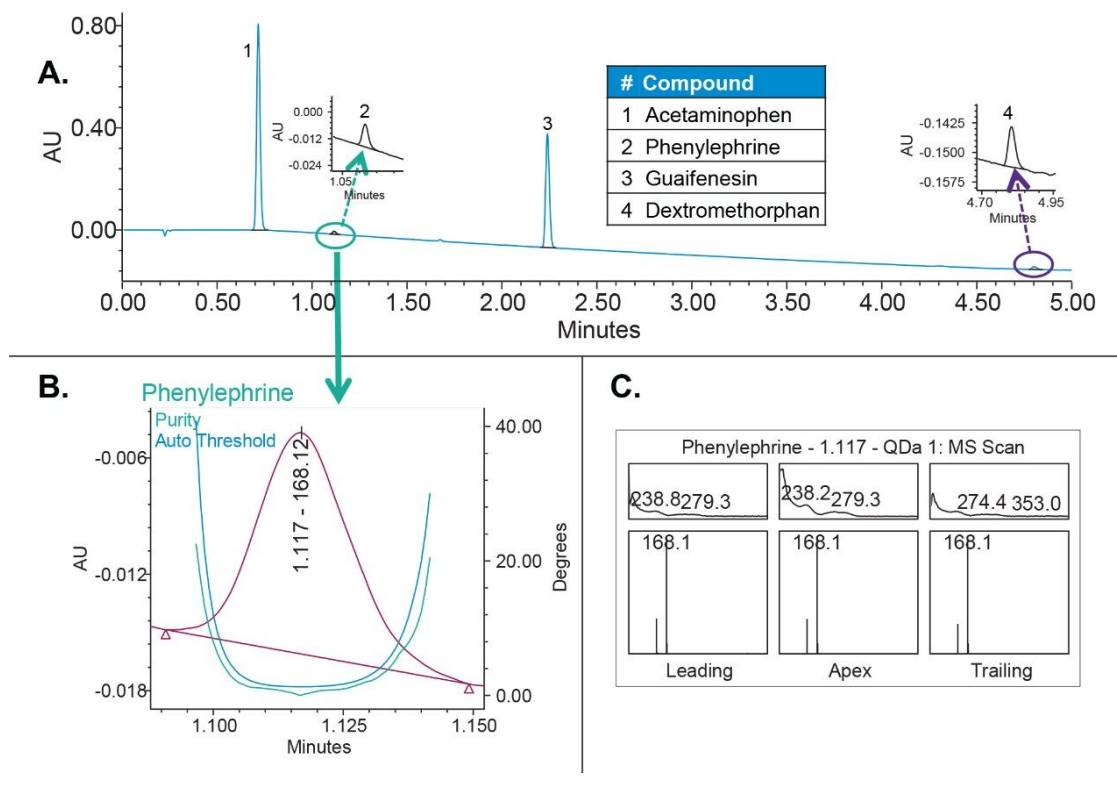 A.
AU
0.80
0.40
0.00
1
2
3
4
AU
0.000
-0.012
-0.024
1.05
Minutes
# Compound
1 Acetaminophen
2 Phenylephrine
3 Guaifenesin
4 Dextromethorphan
AU
-0.1425
-0.1500
-0.1575
4.70 4.95
Minutes
0.00 0.50 1.00 1.50 2.00 2.50 3.00 3.50 4.00 4.50 5.00
Minutes
B.
Phenylephrine
Purity
Auto Threshold
1.117 - 168.12
AU
-0.006
-0.012
-0.018
40.00
20.00
0.00
Degrees
1.100 1.125 1.150
Minutes
C.
Phenylephrine - 1.117 - QDa 1: MS Scan
238.8 279.3
238.2 279.3
274.4 353.0
168.1 168.1 168.1
Leading Apex Trailing